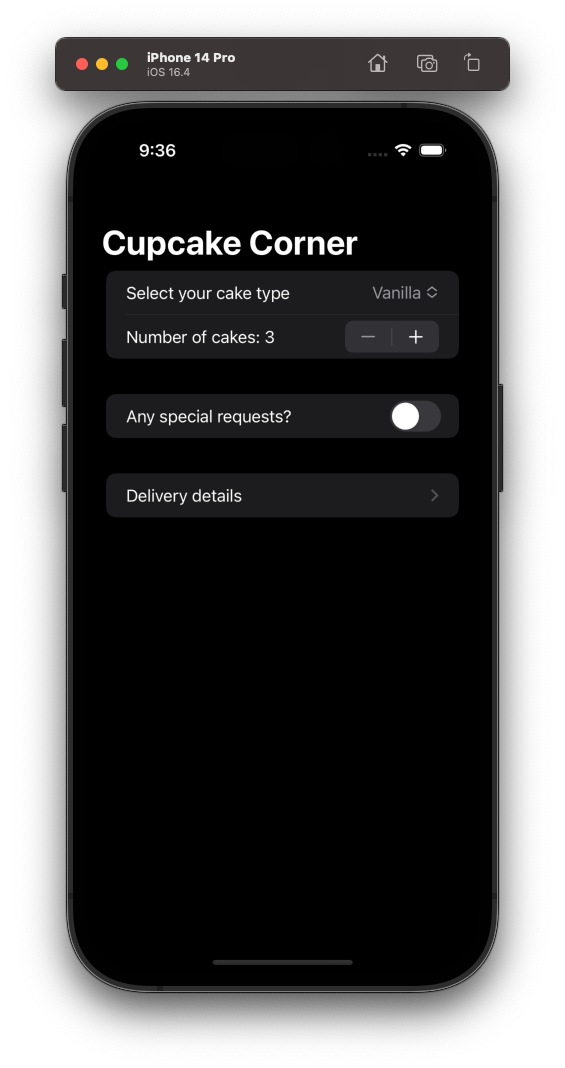 iPhone 14 Pro
iOS 16.4
9:36
Cupcake Corner
Select your cake type Vanilla
Number of cakes: 3
Any special requests?
Delivery details